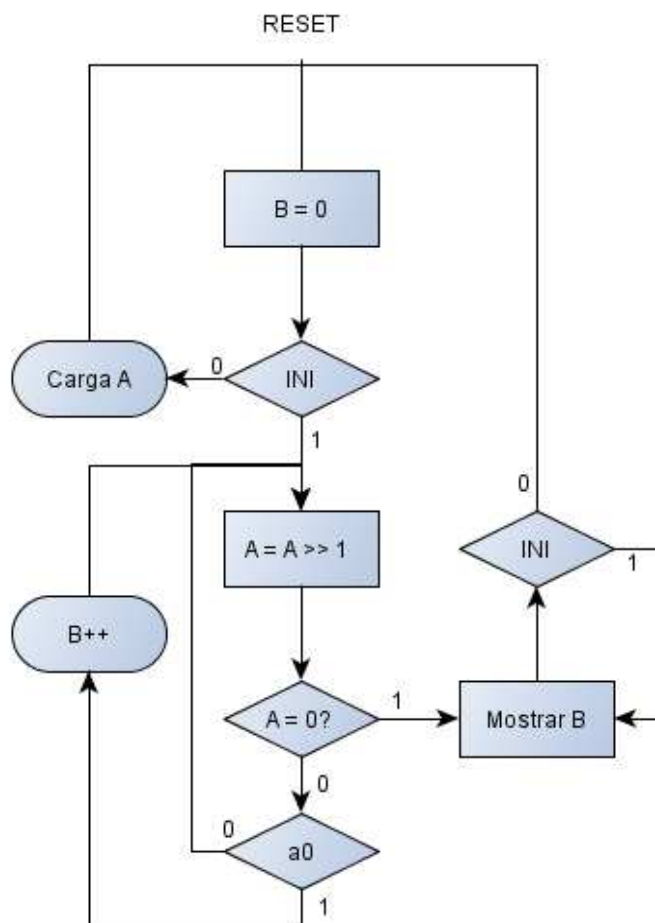 RESET
B = 0
Carga A
0
INI
1
A = A >> 1
0
INI
1
B++
A = 0?
1
Mostrar B
0
0
a0
1